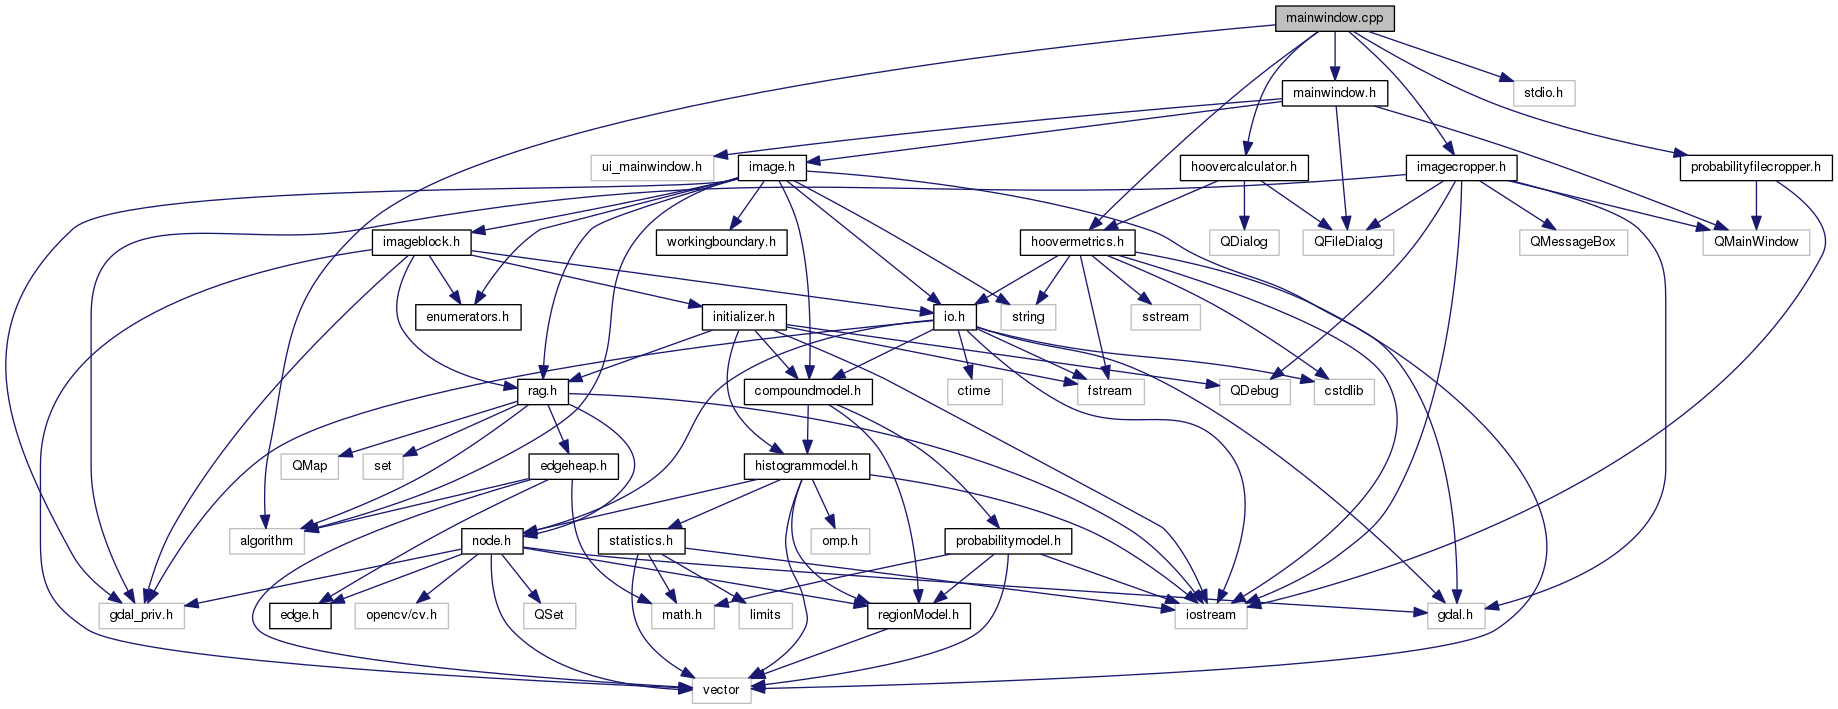 mainwindow.cpp
mainwindow.h
stdio.h
ui_mainwindow.h
image.h
hoovercalculator.h
imagecropper.h
probabilityfilecropper.h
imageblock.h
workingboundary.h
hoovermetrics.h
QDialog
QFileDialog
QMessageBox
QMainWindow
enumerators.h
initializer.h
io.h
string
sstream
rag.h
compoundmodel.h
ctime
fstream
QDebug
cstdlib
QMap
set
edgeheap.h
histogrammodel.h
algorithm
node.h
statistics.h
omp.h
probabilitymodel.h
gdal_priv.h
edge.h
opencv/cv.h
QSet
math.h
limits
regionModel.h
iostream
gdal.h
vector